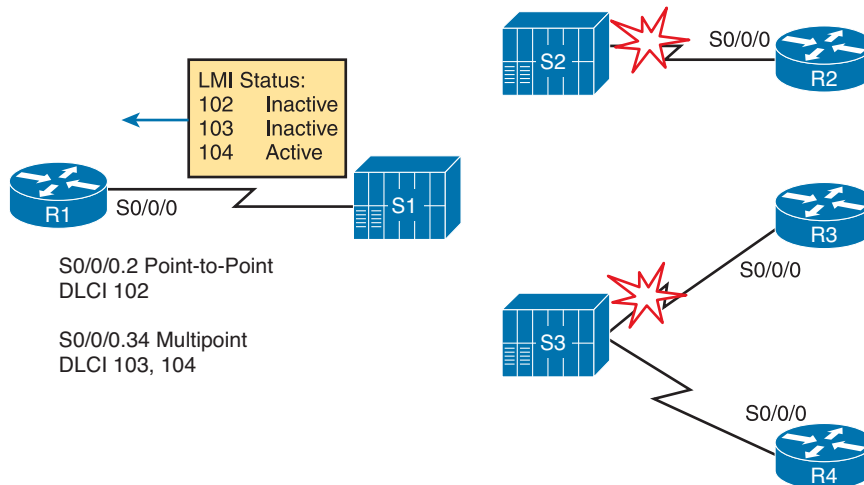 LMI Status:
102 Inactive
103 Inactive
104 Active
R1
S0/0/0
S1
S0/0/0.2 Point-to-Point
DLCI 102
S0/0/0.34 Multipoint
DLCI 103, 104
S2
S0/0/0
R2
R3
S0/0/0
S3
S0/0/0
R4